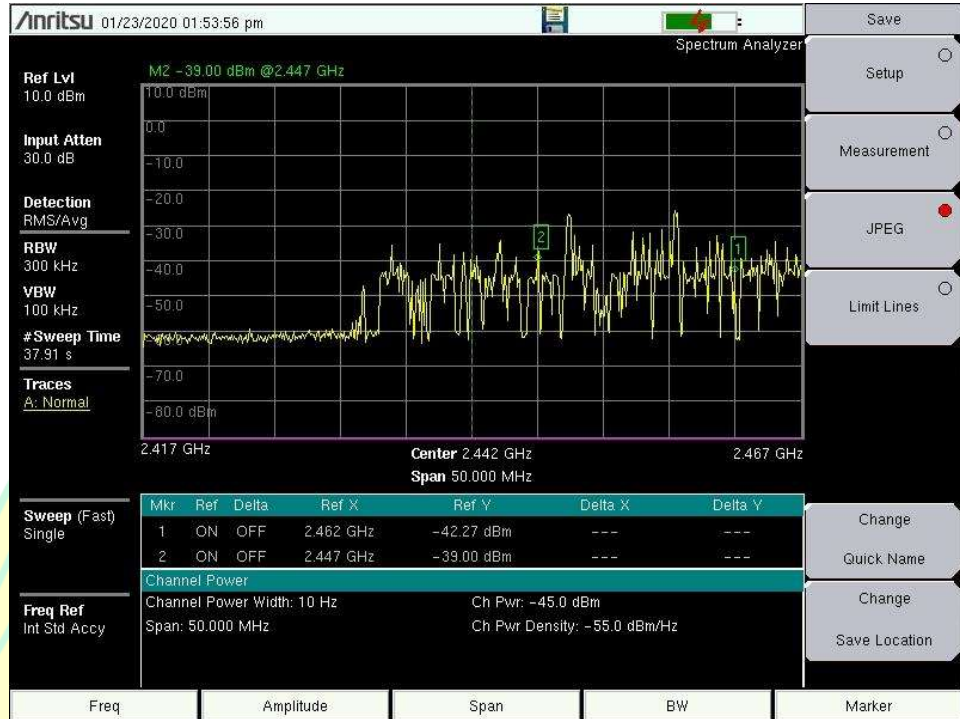 Anritsu 01/23/2020 01:53:56 pm
Save
Spectrum Analyzer
M2 -39.00 dBm @2.447 GHz
Ref Lvl
10.0 dBm
Input Atten
30.0 dB
Detection
RMS/Avg
RBW
300 kHz
VBW
100 kHz
#Sweep Time
37.91 s
Traces
A: Normal
10.0 dBm
0.0
-10.0
-20.0
-30.0
-40.0
-50.0
-70.0
-80.0 dBm
2
1
2.417 GHz
Center 2.442 GHz
2.467 GHz
Span 50.000 MHz
Setup
Measurement
JPEG
Limit Lines
Sweep (Fast)
Single
Mkr Ref Delta Ref X Ref Y Delta X Delta Y
1 ON OFF 2.462 GHz -42.27 dBm --- ---
2 ON OFF 2.447 GHz -39.00 dBm --- ---
Channel Power
Channel Power Width: 10 Hz Ch Pwr: -45.0 dBm
Span: 50.000 MHz Ch Pwr Density: -55.0 dBm/Hz
Freq Ref
Int Std Accy
Change
Quick Name
Change
Save Location
Freq Amplitude Span BW Marker